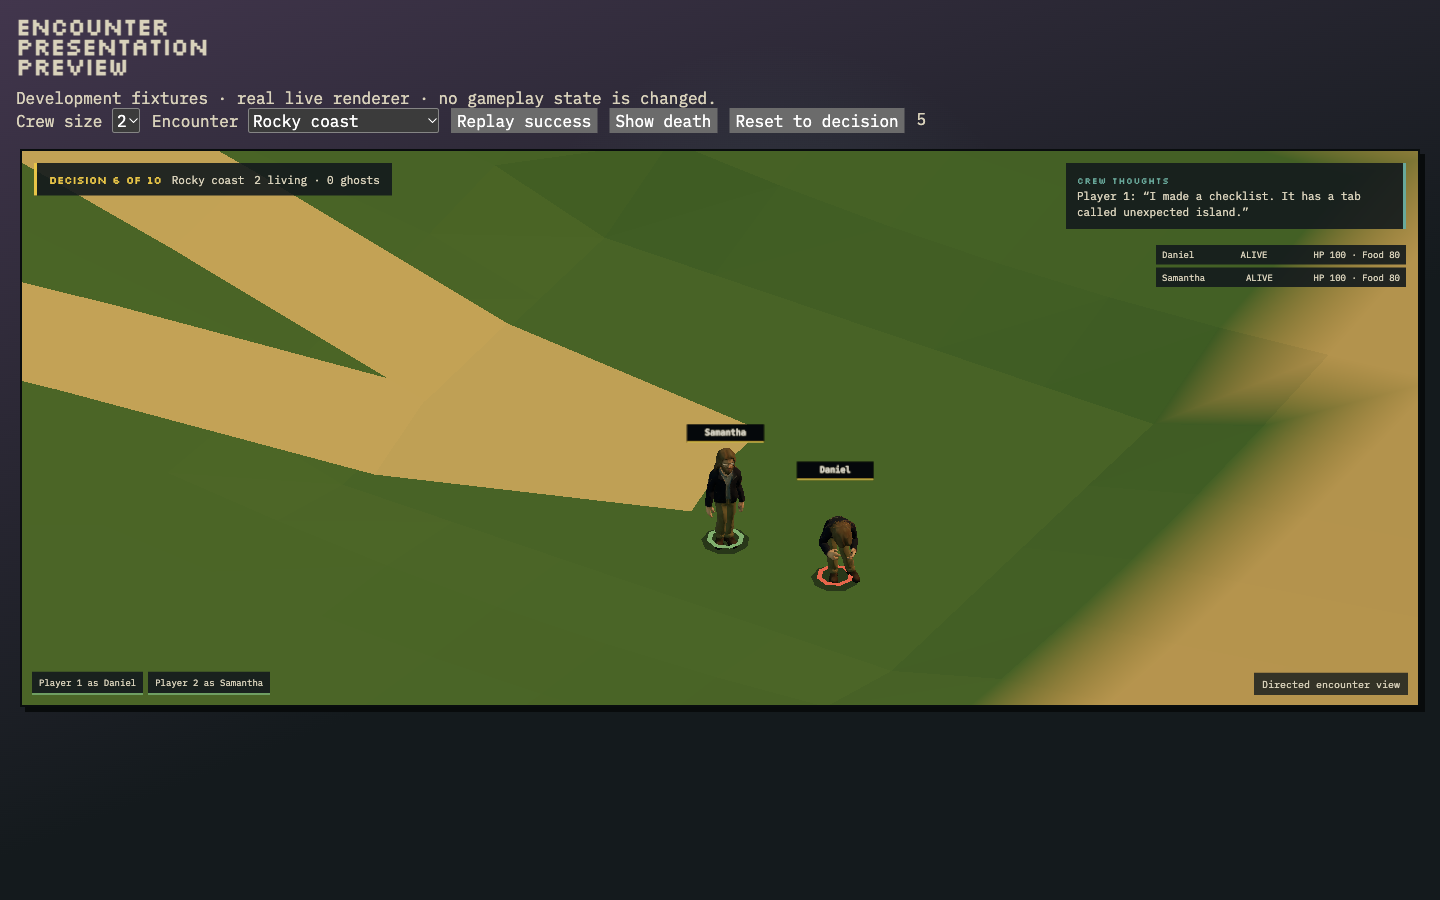 ENCOUNTER
PRESENTATION
PREVIEW
Development fixtures · real live renderer · no gameplay state is changed.
Crew size 2 Encounter Rocky coast Replay success Show death Reset to decision 5
DECISION 6 OF 10 Rocky coast 2 living · 0 ghosts
CREW THOUGHTS
Player 1: “I made a checklist. It has a tab
called unexpected island.”
Daniel ALIVE HP 100 · Food 80
Samantha ALIVE HP 100 · Food 80
Samantha
Daniel
Player 1 as Daniel Player 2 as Samantha
Directed encounter view